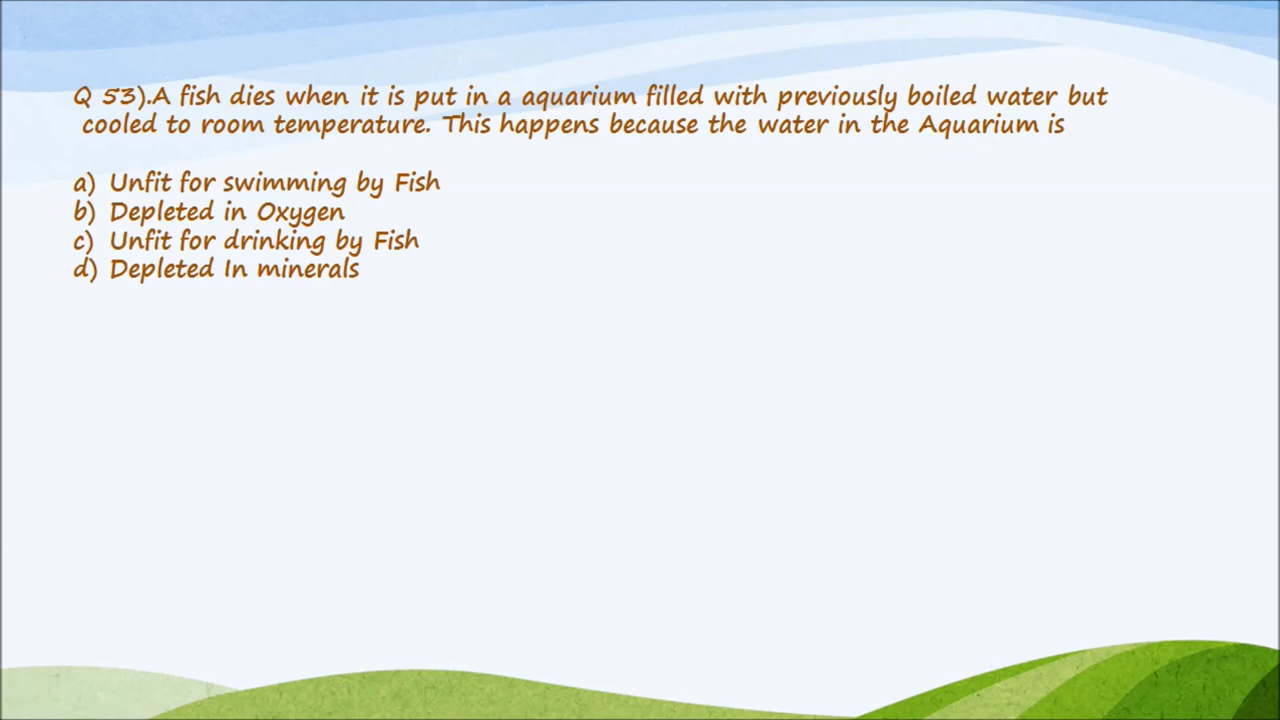 Q 53).A fish dies when it is put in a aquarium filled with previously boiled water but
cooled to room temperature. This happens because the water in the Aquarium is
a) Unfit for swimming by Fish
b) Depleted in Oxygen
c) Unfit for drinking by Fish
d) Depleted In minerals